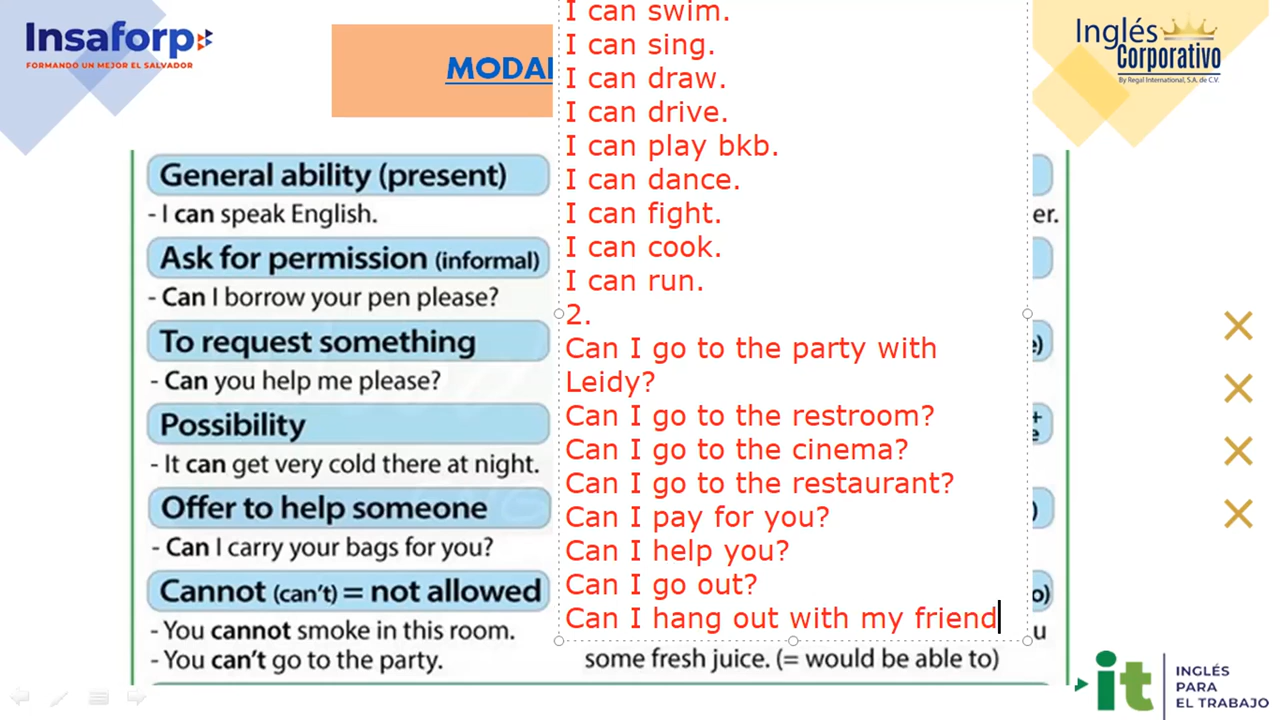 Insaforp
FORMANDO UN MEJOR EL SALVADOR
MODAL
Inglés
Corporativo
By Regal International, S.A. de C.V.
General ability (present)
- I can speak English.
Ask for permission (informal)
- Can I borrow your pen please?
To request something
- Can you help me please?
Possibility
- It can get very cold there at night.
Offer to help someone
- Can I carry your bags for you?
Cannot (can't) = not allowed
- You cannot smoke in this room.
- You can't go to the party.
I can swim.
I can sing.
I can draw.
I can drive.
I can play bkb.
I can dance.
I can fight.
I can cook.
I can run.
2.
Can I go to the party with
Leidy?
Can I go to the restroom?
Can I go to the cinema?
Can I go to the restaurant?
Can I pay for you?
Can I help you?
Can I go out?
Can I hang out with my friend
er.
some fresh juice. (= would be able to)
it
INGLÉS
PARA
EL TRABAJO